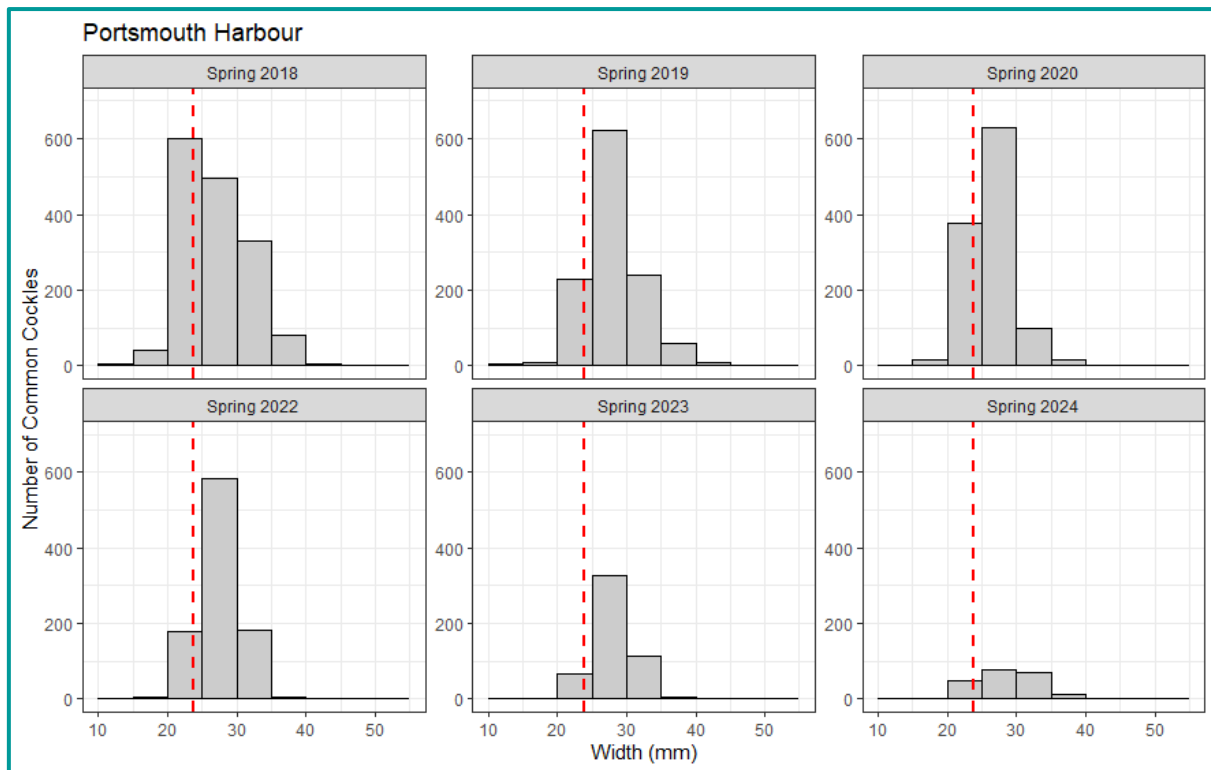 Portsmouth Harbour
Spring 2018 Spring 2019 Spring 2020
600 600 600
400 400 400
200 200 200
0 0 0
Number of Common Cockles
Spring 2022 Spring 2023 Spring 2024
600 600 600
400 400 400
200 200 200
0 0 0
10 20 30 40 50 10 20 30 40 50 10 20 30 40 50
Width (mm)